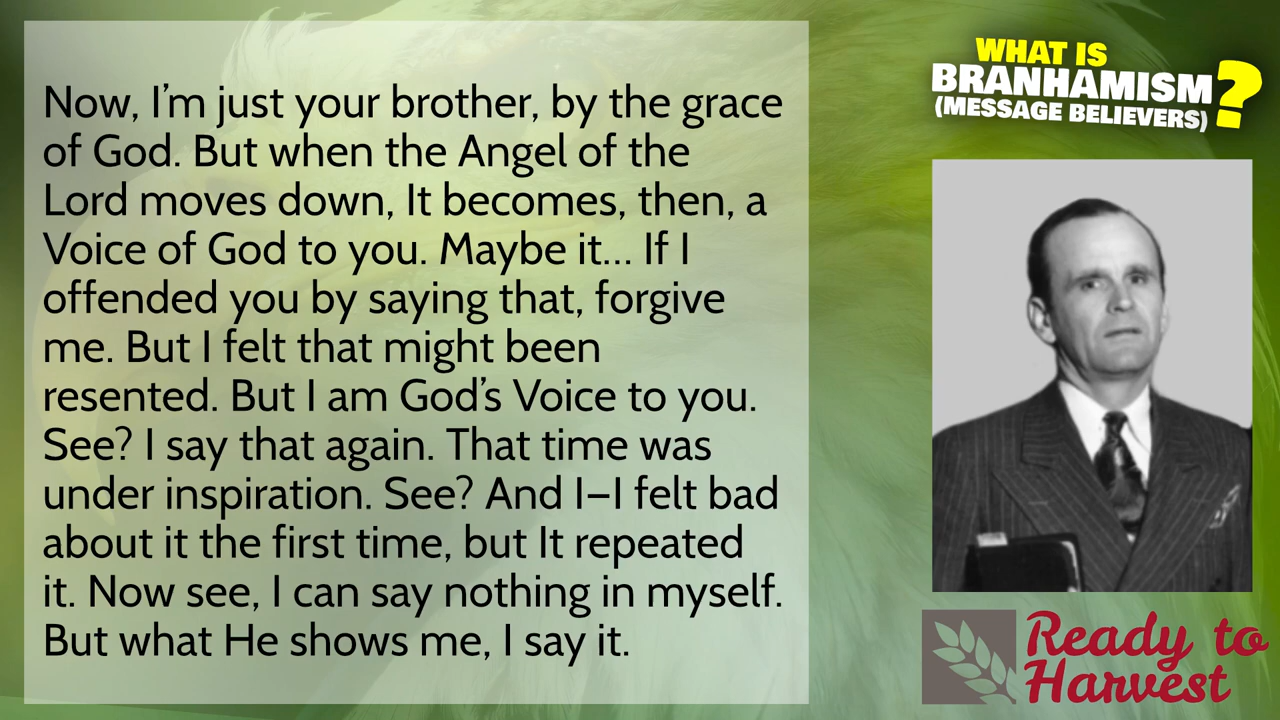 Now, I'm just your brother, by the grace
of God. But when the Angel of the
Lord moves down, It becomes, then, a
Voice of God to you. Maybe it... If I
offended you by saying that, forgive
me. But I felt that might been
resented. But I am God's Voice to you.
See? I say that again. That time was
under inspiration. See? And I–I felt bad
about it the first time, but It repeated
it. Now see, I can say nothing in myself.
But what He shows me, I say it.
WHAT IS
BRANHAMISM
(MESSAGE BELIEVERS)
?
Ready to
Harvest